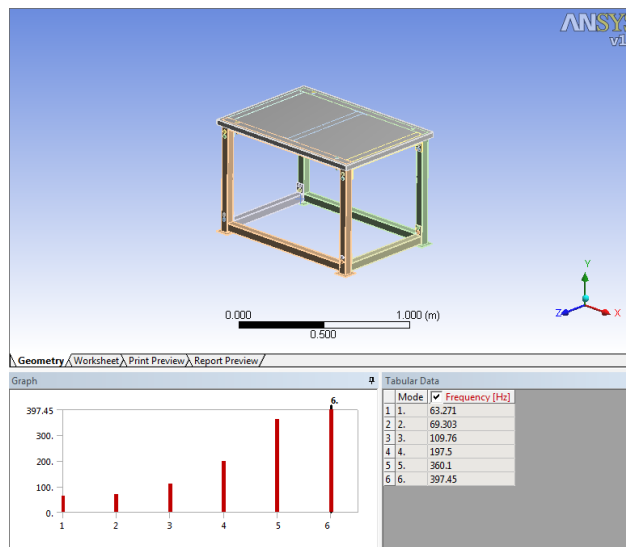 ANSYS
v1
Y
Z
X
0.000
1.000 (m)
0.500
Geometry Worksheet Print Preview Report Preview
Graph
Tabular Data
6.
397.45
300.
200.
100.
0.
1 2 3 4 5 6
Mode Frequency [Hz]
1 1. 63.271
2 2. 69.303
3 3. 109.76
4 4. 197.5
5 5. 360.1
6 6. 397.45